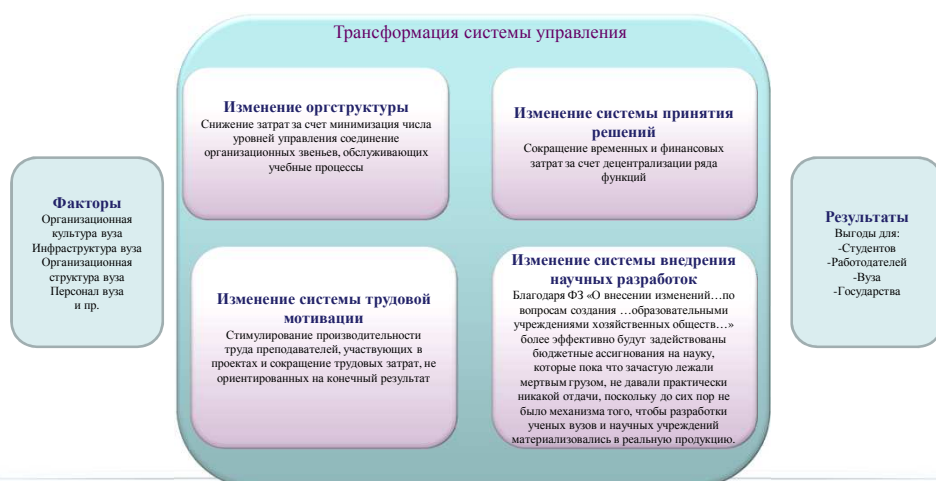 Трансформация системы управления
Факторы
Организационная
культура вуза
Инфраструктура вуза
Организационная
структура вуза
Персонал вуза
и пр.
Изменение оргструктуры
Снижение затрат за счет минимизация числа
уровней управления соединение
организационных звеньев, обслуживающих
учебные процессы
Изменение системы принятия
решений
Сокращение временных и финансовых
затрат за счет децентрализации ряда
функций
Изменение системы трудовой
мотивации
Стимулирование производительности
труда преподавателей, участвующих в
проектах и сокращение трудовых затрат, не
ориентированных на конечный результат
Изменение системы внедрения
научных разработок
Благодаря ФЗ «О внесении изменений…по
вопросам создания …образовательными
учреждениями хозяйственных обществ…»
более эффективно будут задействованы
бюджетные ассигнования на науку,
которые пока что зачастую лежали
мертвым грузом, не давали практически
никакой отдачи, поскольку до сих пор не
было механизма того, чтобы разработки
ученых вузов и научных учреждений
материализовались в реальную продукцию.
Результаты
Выгоды для:
-Студентов
-Работодателей
-Вуза
-Государства